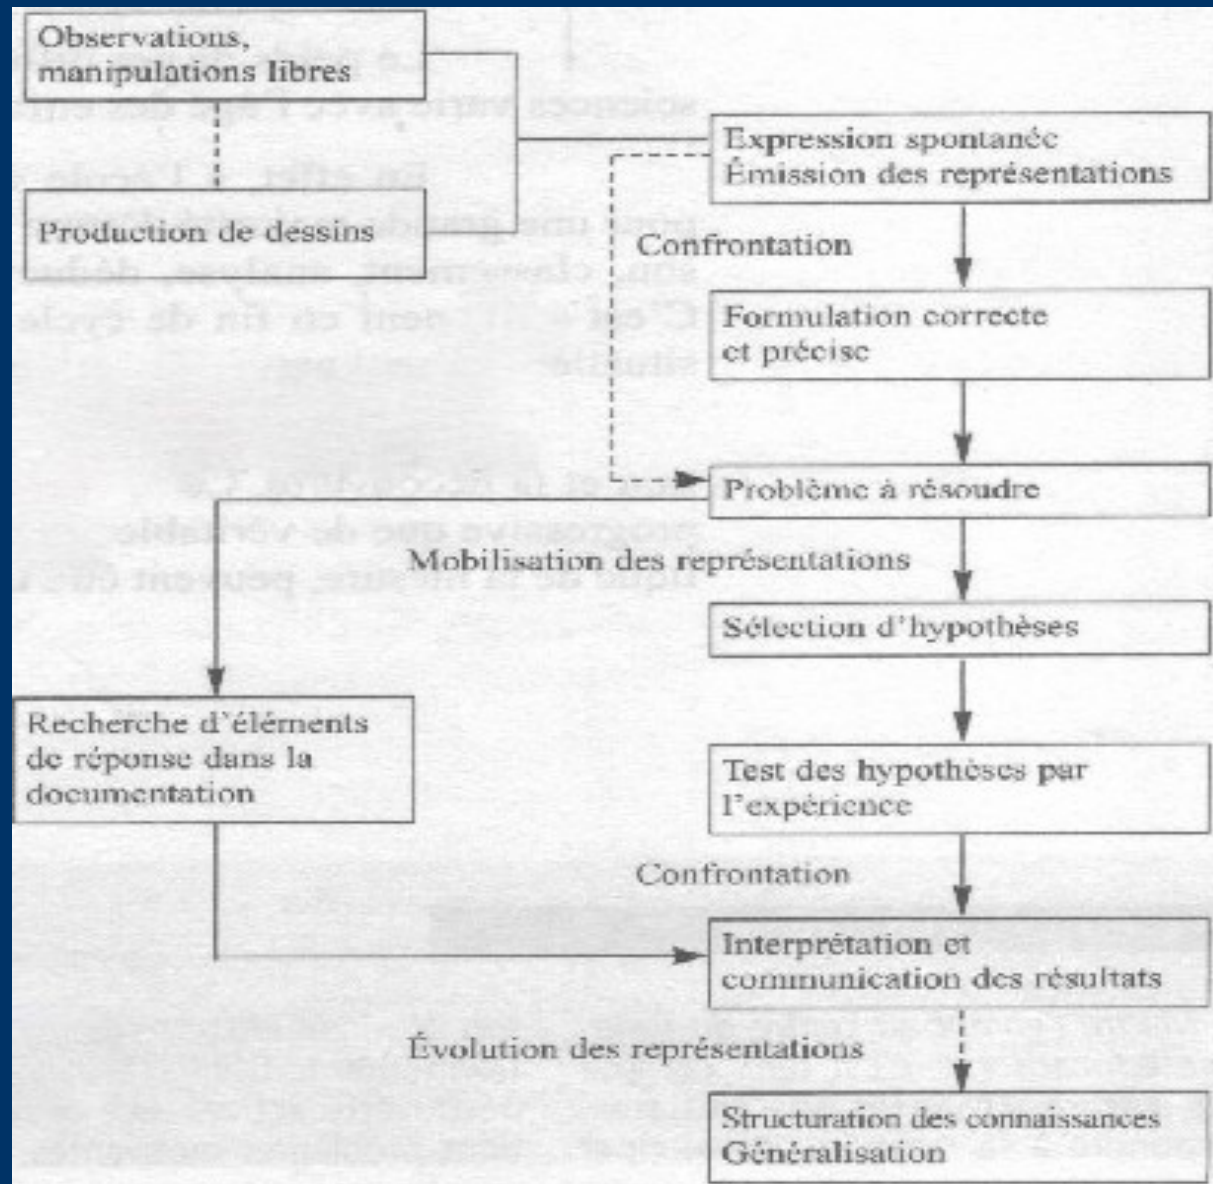 Observations,
manipulations libres
Production de dessins
Expression spontanée
Émission des représentations
Confrontation
Formulation correcte
et précise
Problème à résoudre
Mobilisation des représentations
Sélection d'hypothèses
Recherche d'éléments
de réponse dans la
documentation
Test des hypothèses par
l'expérience
Confrontation
Interprétation et
communication des résultats
Évolution des représentations
Structuration des connaissances
Généralisation